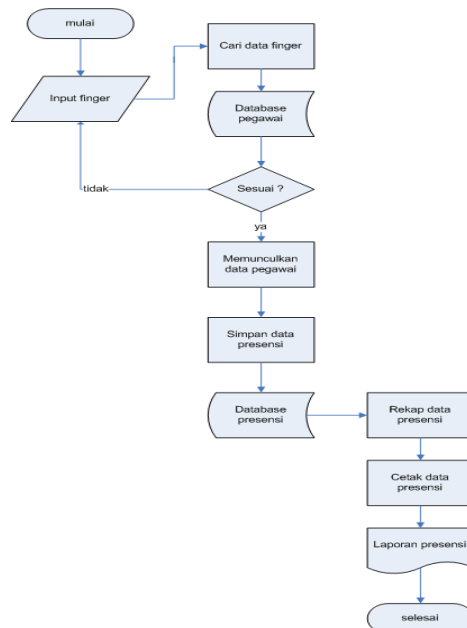 mulai
Input finger
Cari data finger
Database
pegawai
Sesuai ?
tidak
ya
Memunculkan
data pegawai
Simpan data
presensi
Database
presensi
Rekap data
presensi
Cetak data
presensi
Laporan presensi
selesai